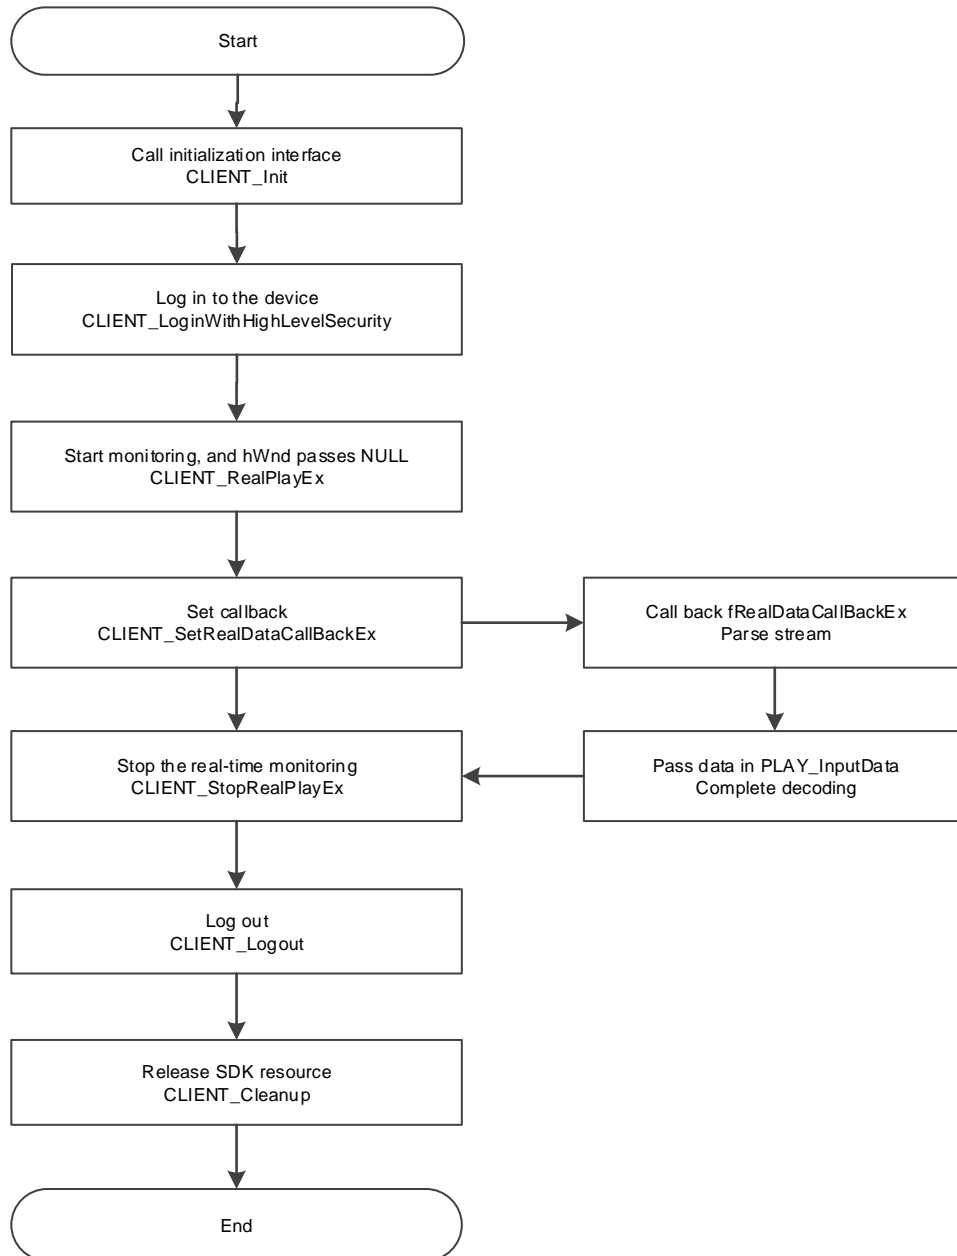 Start
Call initialization interface
CLIENT_Init
Log in to the device
CLIENT_LoginWithHighLevelSecurity
Start monitoring, and hWnd passes NULL
CLIENT_RealPlayEx
Set callback
CLIENT_SetRealDataCallBackEx
Call back fRealDataCallBackEx
Parse stream
Stop the real-time monitoring
CLIENT_StopRealPlayEx
Pass data in PLAY_InputData
Complete decoding
Log out
CLIENT_Logout
Release SDK resource
CLIENT_Cleanup
End